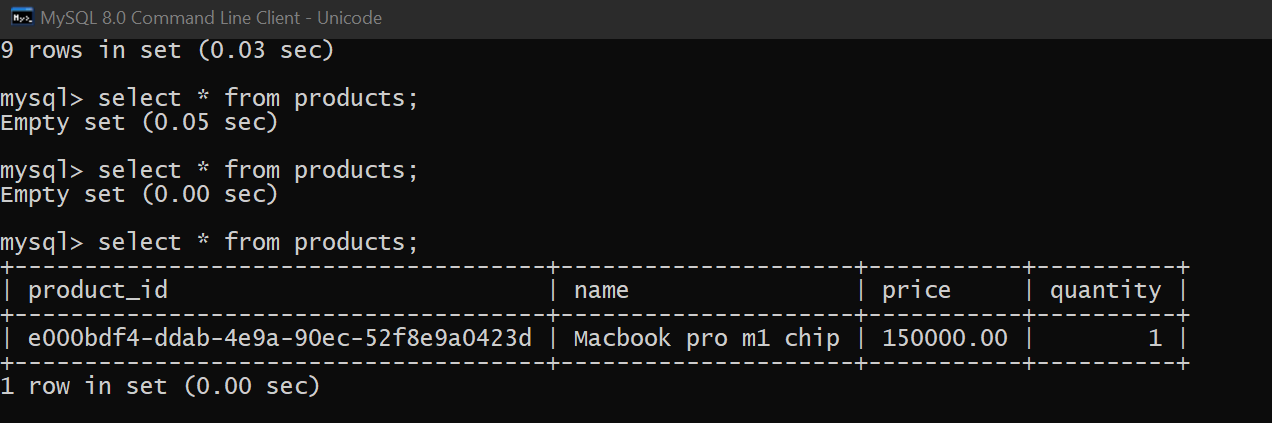 MySQL 8.0 Command Line Client - Unicode
9 rows in set (0.03 sec)
mysql> select * from products;
Empty set (0.05 sec)
mysql> select * from products;
Empty set (0.00 sec)
mysql> select * from products;
+--------------------------------------+---------------------+-----------+----------+
| product_id                           | name                | price     | quantity |
+--------------------------------------+---------------------+-----------+----------+
| e000bdf4-ddab-4e9a-90ec-52f8e9a0423d | Macbook pro m1 chip | 150000.00 |        1 |
+--------------------------------------+---------------------+-----------+----------+
1 row in set (0.00 sec)